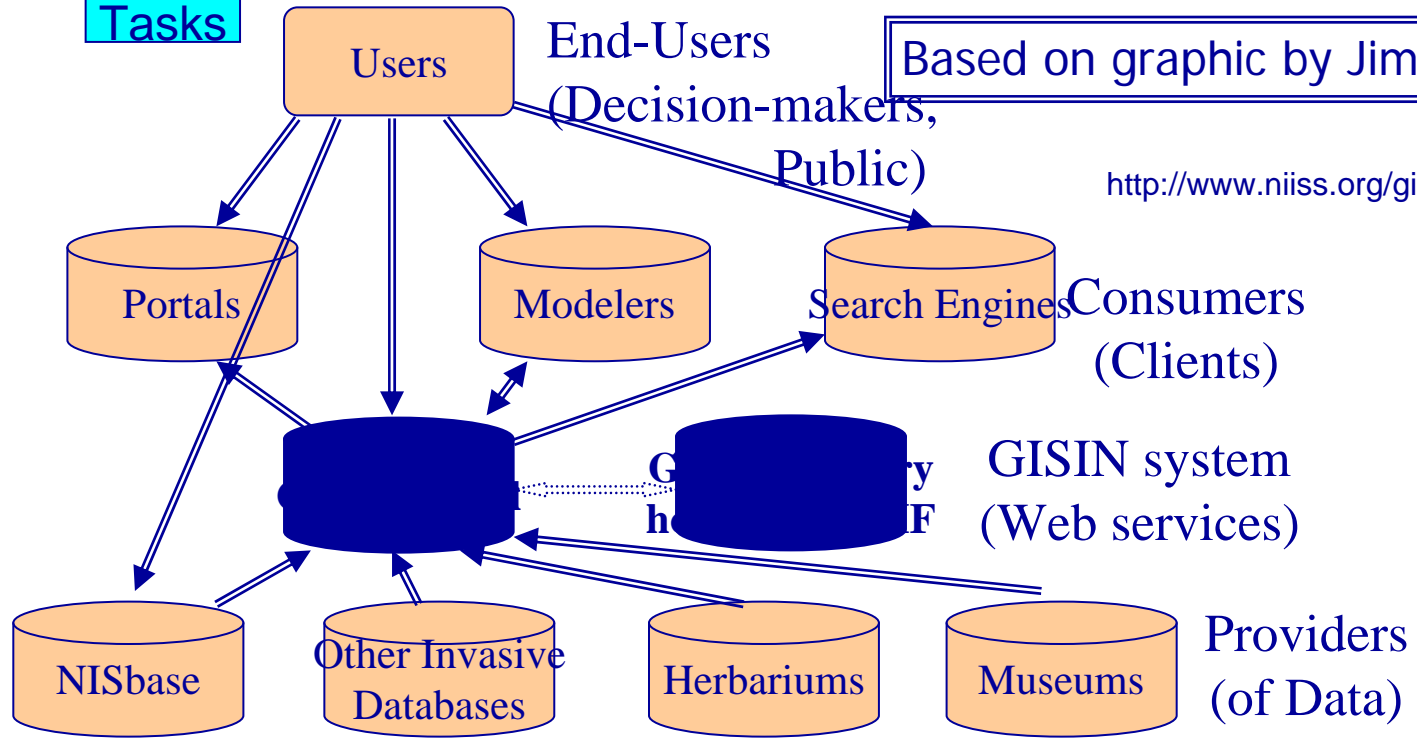 Tasks
Users
End-Users
(Decision-makers,
Public)
Based on graphic by Jim
http://www.niiss.org/gi
Portals
Modelers
Search Engines
Consumers
(Clients)
GISIN system
(Web services)
NISbase
Other Invasive
Databases
Herbariums
Museums
Providers
(of Data)